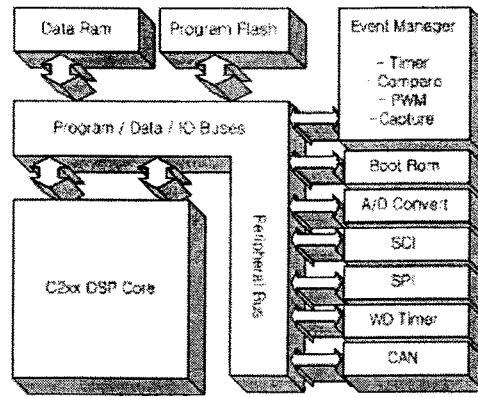 Data Ram
Program Flash
Event Manager
- Timer
- Compare
- PWM
- Capture
Program / Data / IO Buses
Peripheral Bus
Boot Rom
A/D Convert
SCI
SPI
WD Timer
CAN
C2xx DSP Core